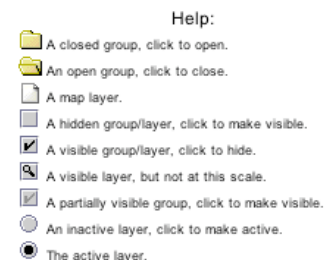 Help:
A closed group, click to open.
An open group, click to close.
A map layer.
A hidden group/layer, click to make visible.
A visible group/layer, click to hide.
A visible layer, but not at this scale.
A partially visible group, click to make visible.
An inactive layer, click to make active.
The active layer.